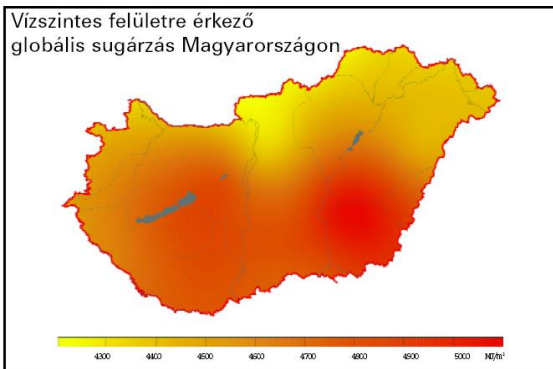 Vízszintes felületre érkező
globális sugárzás Magyarországon
4300 4400 4500 4600 4700 4800 4900 5000 MJ/m²